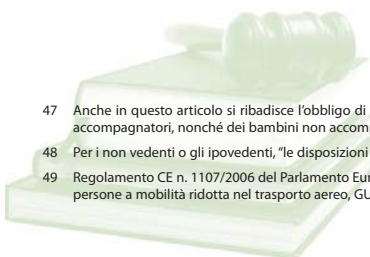 47 Anche in questo articolo si ribadisce l’obbligo di
accompagnatori, nonché dei bambini non accom
48 Per i non vedenti o gli ipovedenti, “le disposizioni
49 Regolamento CE n. 1107/2006 del Parlamento Eur
persone a mobilità ridotta nel trasporto aereo, GU